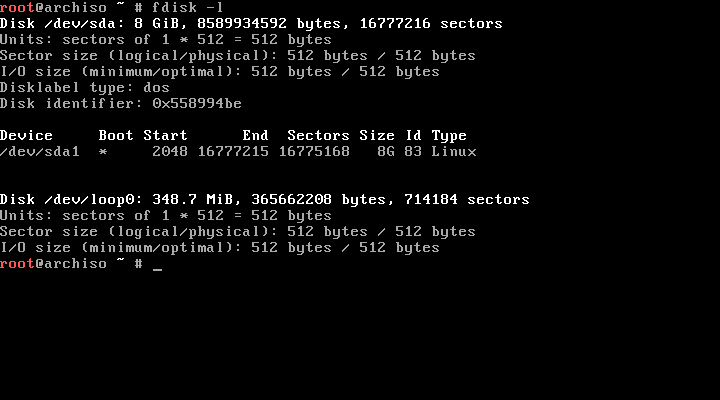 root@archiso ~ # fdisk -l
Disk /dev/sda: 8 GiB, 8589934592 bytes, 16777216 sectors
Units: sectors of 1 * 512 = 512 bytes
Sector size (logical/physical): 512 bytes / 512 bytes
I/O size (minimum/optimal): 512 bytes / 512 bytes
Disklabel type: dos
Disk identifier: 0x558994be
Device     Boot Start      End  Sectors Size Id Type
/dev/sda1  *     2048 16777215 16775168   8G 83 Linux
Disk /dev/loop0: 348.7 MiB, 365662208 bytes, 714184 sectors
Units: sectors of 1 * 512 = 512 bytes
Sector size (logical/physical): 512 bytes / 512 bytes
I/O size (minimum/optimal): 512 bytes / 512 bytes
root@archiso ~ # _